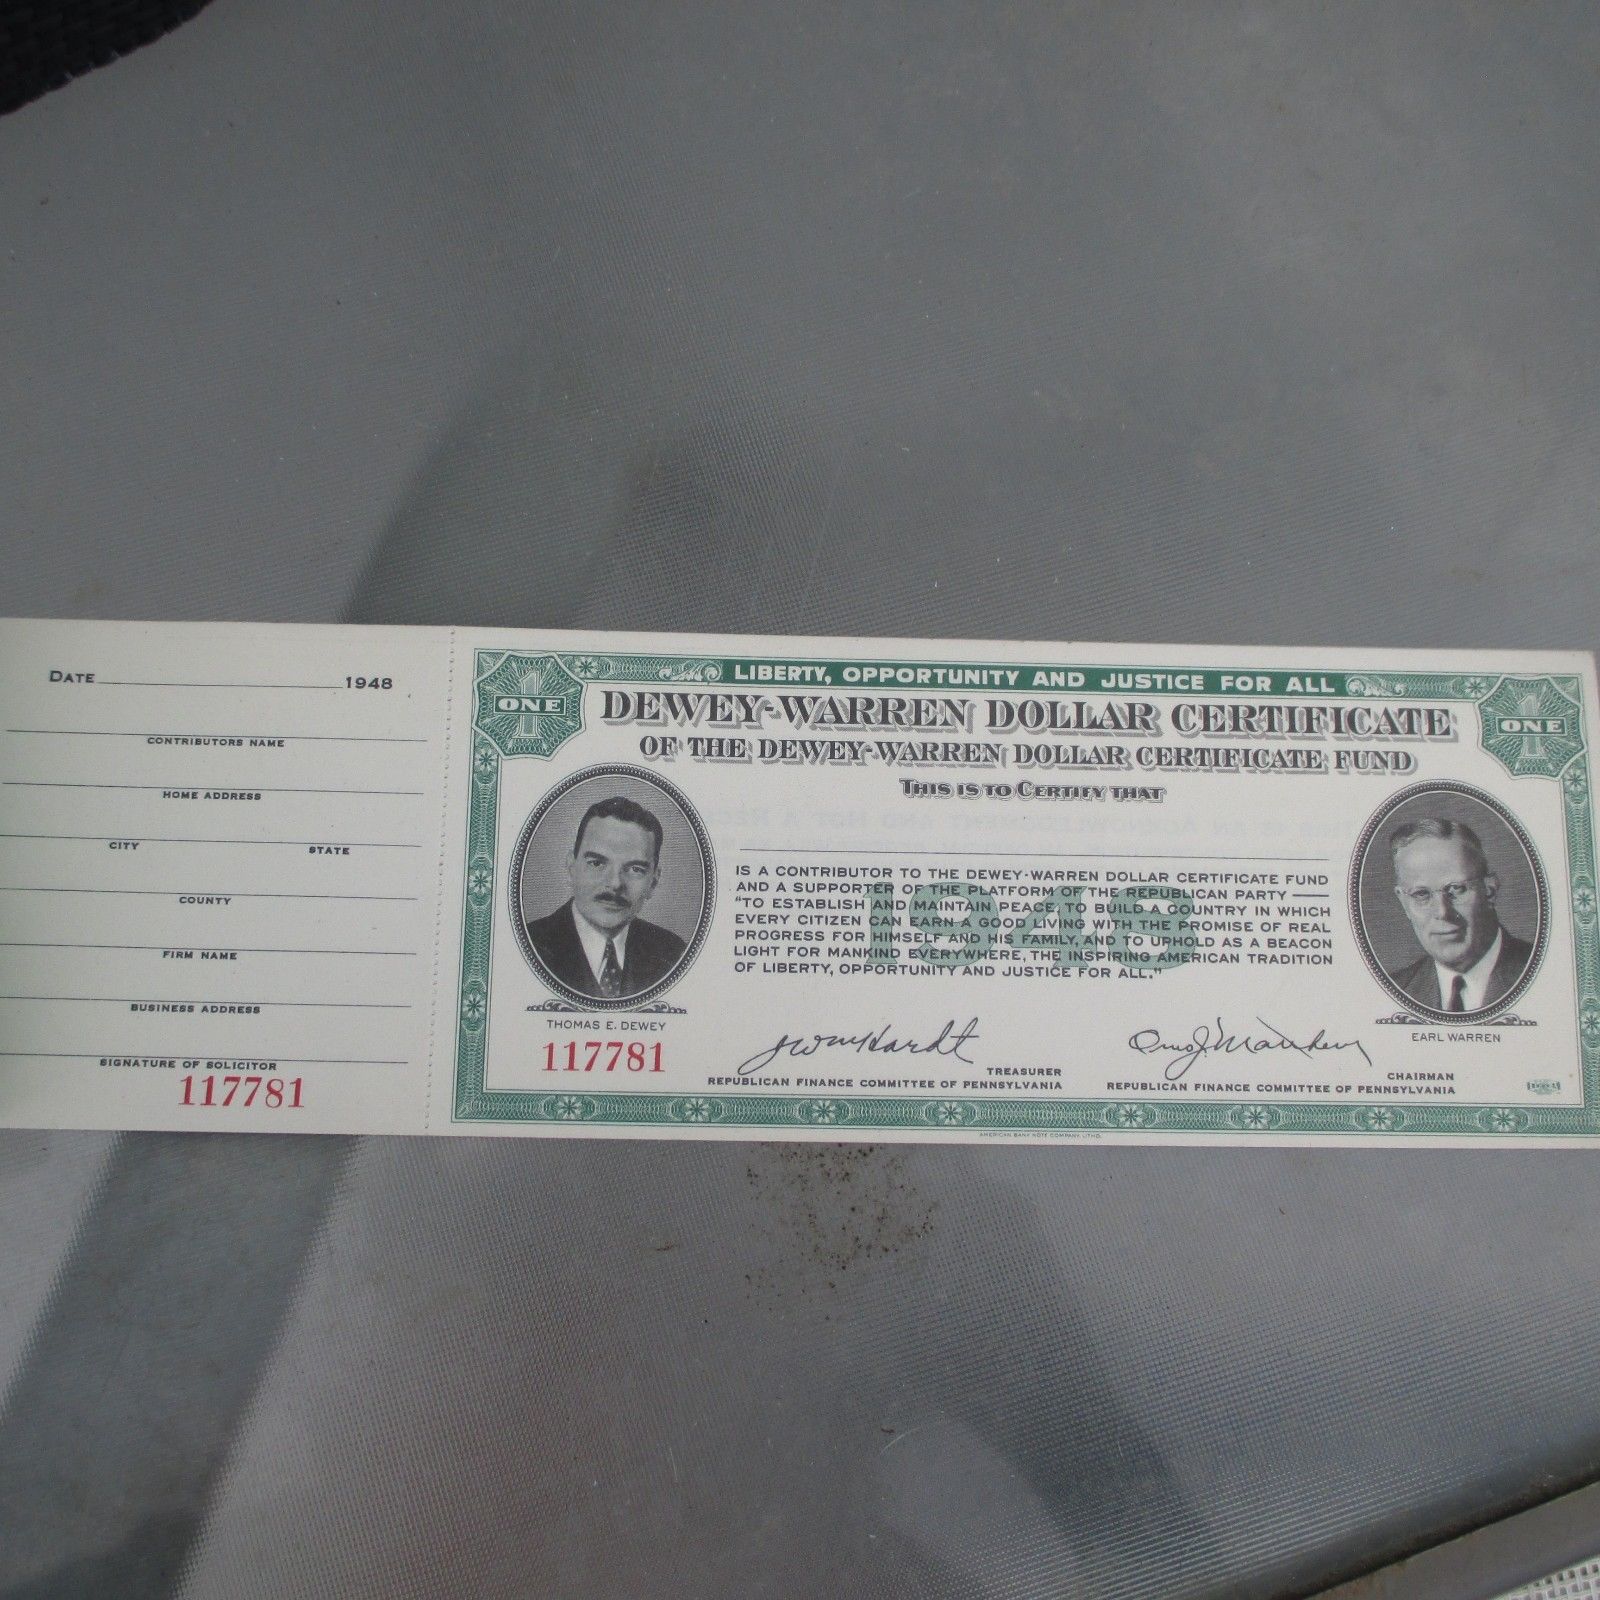 DATE 1948
CONTRIBUTORS NAME
HOME ADDRESS
CITY STATE
COUNTY
FIRM NAME
BUSINESS ADDRESS
SIGNATURE OF SOLICITOR
117781
LIBERTY, OPPORTUNITY AND JUSTICE FOR ALL
1 ONE
1 ONE
DEWEY-WARREN DOLLAR CERTIFICATE
OF THE DEWEY-WARREN DOLLAR CERTIFICATE FUND
THIS IS TO CERTIFY THAT
IS A CONTRIBUTOR TO THE DEWEY-WARREN DOLLAR CERTIFICATE FUND
AND A SUPPORTER OF THE PLATFORM OF THE REPUBLICAN PARTY —
"TO ESTABLISH AND MAINTAIN PEACE, TO BUILD A COUNTRY IN WHICH
EVERY CITIZEN CAN EARN A GOOD LIVING WITH THE PROMISE OF REAL
PROGRESS FOR HIMSELF AND HIS FAMILY, AND TO UPHOLD AS A BEACON
LIGHT FOR MANKIND EVERYWHERE, THE INSPIRING AMERICAN TRADITION
OF LIBERTY, OPPORTUNITY AND JUSTICE FOR ALL."
1948
THOMAS E. DEWEY
117781
EARL WARREN
TREASURER
REPUBLICAN FINANCE COMMITTEE OF PENNSYLVANIA
CHAIRMAN
REPUBLICAN FINANCE COMMITTEE OF PENNSYLVANIA
AMERICAN BANK NOTE COMPANY, LITHO.